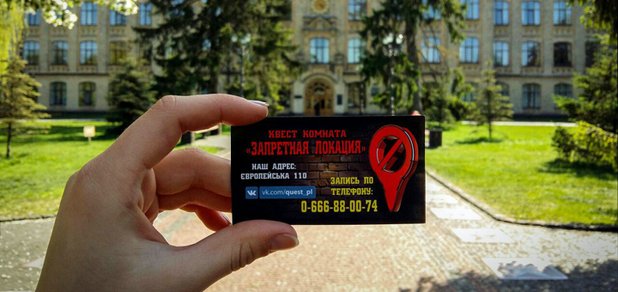 КВЕСТ КОМНАТА
«ЗАПРЕТНАЯ ЛОКАЦИЯ»
НАШ АДРЕС:
ЕВРОПЕЙСЬКА 110
vk.com/quest_pl
ЗАПИСЬ ПО
ТЕЛЕФОНУ:
0-666-88-00-74